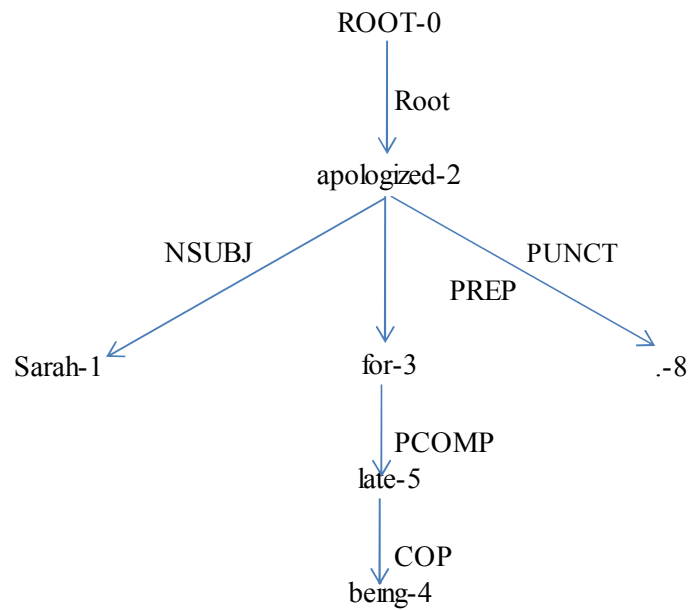 ROOT-0
Root
apologized-2
NSUBJ
PUNCT
PREP
Sarah-1
for-3
.-8
PCOMP
late-5
COP
being-4